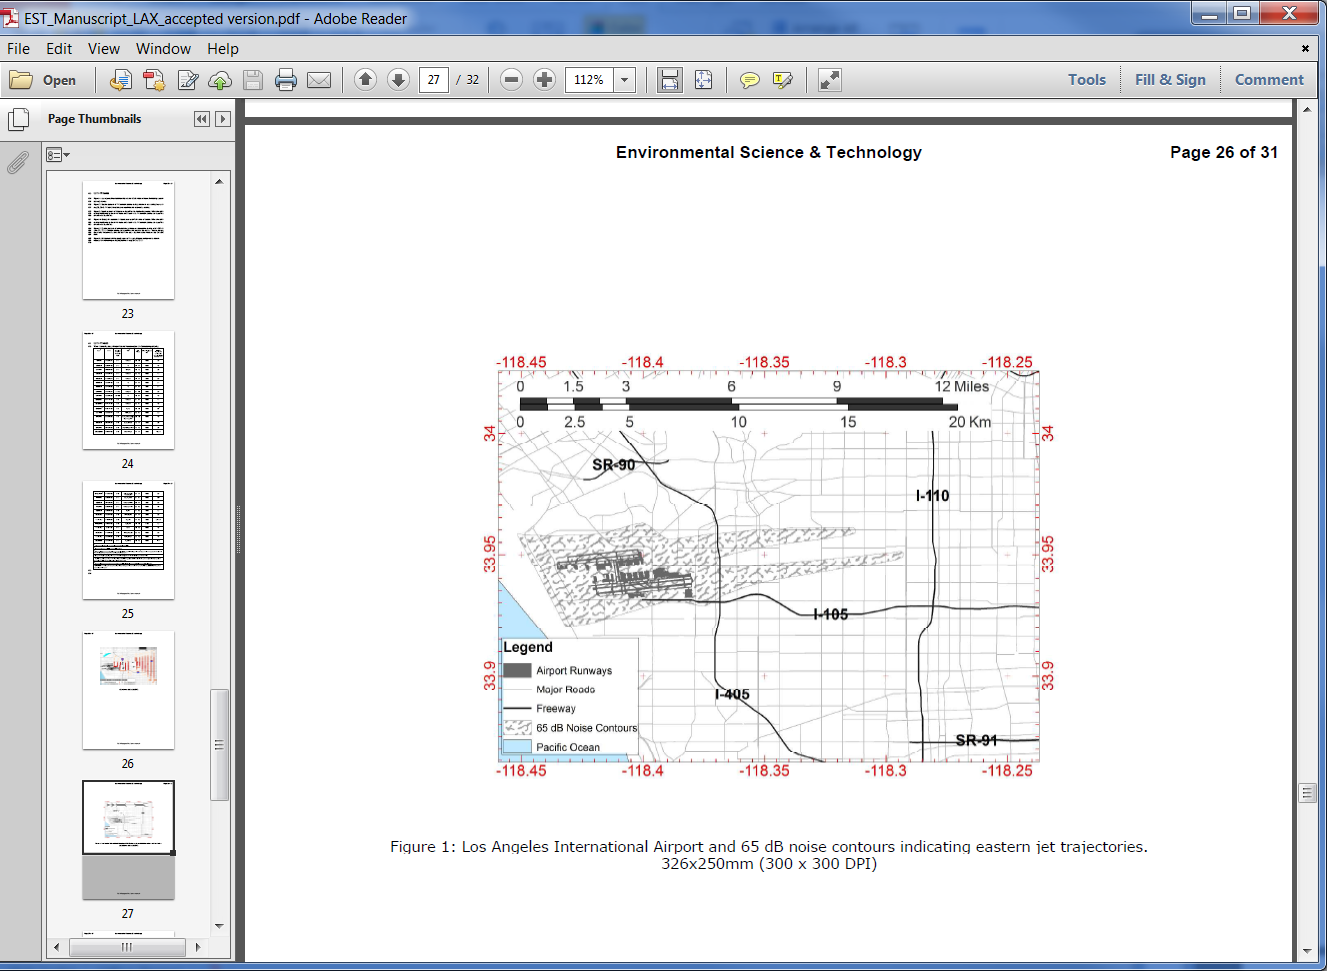 EST_Manuscript_LAX_accepted version.pdf - Adobe Reader
File Edit View Window Help
Open 27 / 32 112% Tools Fill & Sign Comment
Page Thumbnails
23
24
25
26
27
Environmental Science & Technology Page 26 of 31
-118.45 -118.4 -118.35 -118.3 -118.25
0 1.5 3 6 9 12 Miles
0 2.5 5 10 15 20 Km
34 34
SR-90
I-110
33.95 33.95
I-105
Legend
Airport Runways
33.9 33.9
Major Roads
I-405
Freeway
65 dB Noise Contours
SR-91
Pacific Ocean
-118.45 -118.4 -118.35 -118.3 -118.25
Figure 1: Los Angeles International Airport and 65 dB noise contours indicating eastern jet trajectories.
326x250mm (300 x 300 DPI)